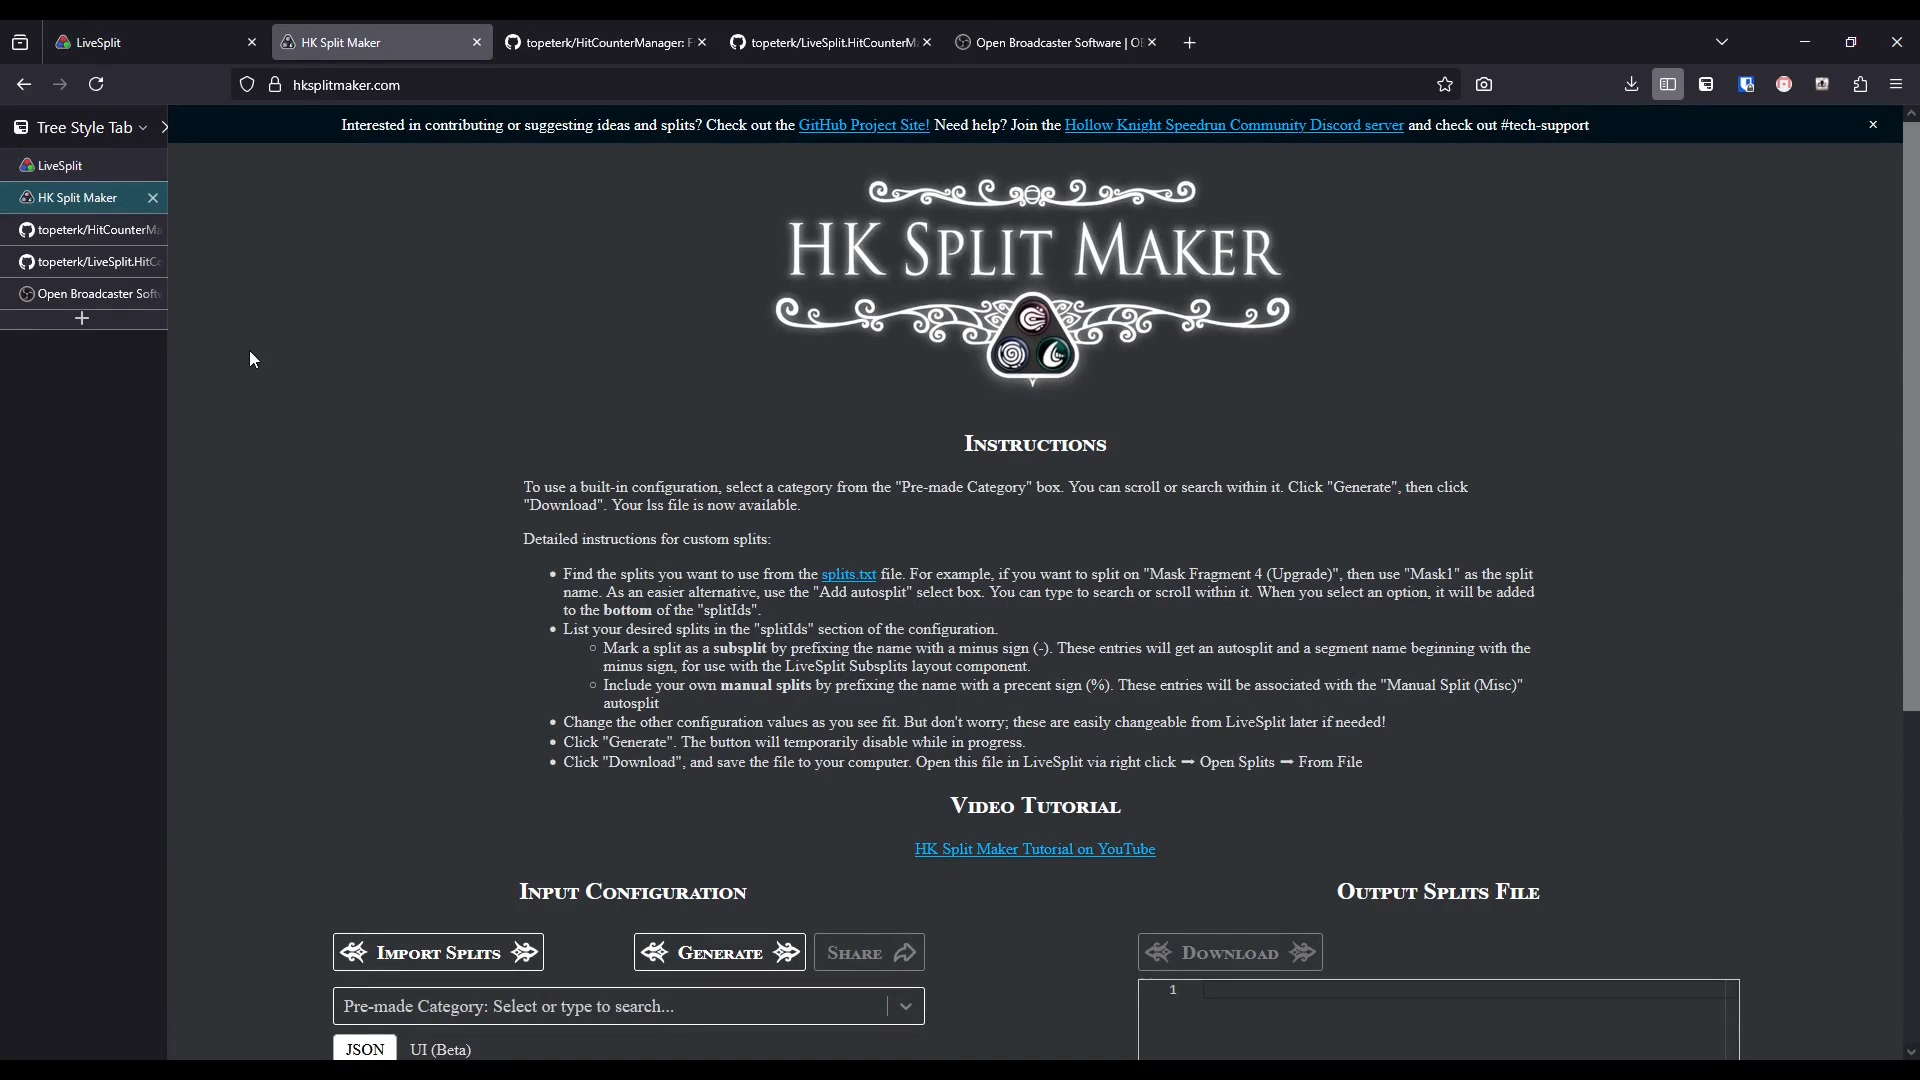 LiveSplit
HK Split Maker
topeterk/HitCounterManager: F
topeterk/LiveSplit.HitCounterM
Open Broadcaster Software | OB
hksplitmaker.com
Tree Style Tab
LiveSplit
HK Split Maker
topeterk/HitCounterMa
topeterk/LiveSplit.HitCo
Open Broadcaster Softw
Interested in contributing or suggesting ideas and splits? Check out the GitHub Project Site! Need help? Join the Hollow Knight Speedrun Community Discord server and check out #tech-support
HK SPLIT MAKER
INSTRUCTIONS
To use a built-in configuration, select a category from the "Pre-made Category" box. You can scroll or search within it. Click "Generate", then click
"Download". Your lss file is now available.
Detailed instructions for custom splits:
• Find the splits you want to use from the splits.txt file. For example, if you want to split on "Mask Fragment 4 (Upgrade)", then use "Mask1" as the split
name. As an easier alternative, use the "Add autosplit" select box. You can type to search or scroll within it. When you select an option, it will be added
to the bottom of the "splitIds".
• List your desired splits in the "splitIds" section of the configuration.
○ Mark a split as a subsplit by prefixing the name with a minus sign (-). These entries will get an autosplit and a segment name beginning with the
minus sign, for use with the LiveSplit Subsplits layout component.
○ Include your own manual splits by prefixing the name with a precent sign (%). These entries will be associated with the "Manual Split (Misc)"
autosplit
• Change the other configuration values as you see fit. But don't worry; these are easily changeable from LiveSplit later if needed!
• Click "Generate". The button will temporarily disable while in progress.
• Click "Download", and save the file to your computer. Open this file in LiveSplit via right click ➞ Open Splits ➞ From File
VIDEO TUTORIAL
HK Split Maker Tutorial on YouTube
INPUT CONFIGURATION
OUTPUT SPLITS FILE
IMPORT SPLITS
GENERATE
SHARE
DOWNLOAD
Pre-made Category: Select or type to search...
1
JSON
UI (Beta)